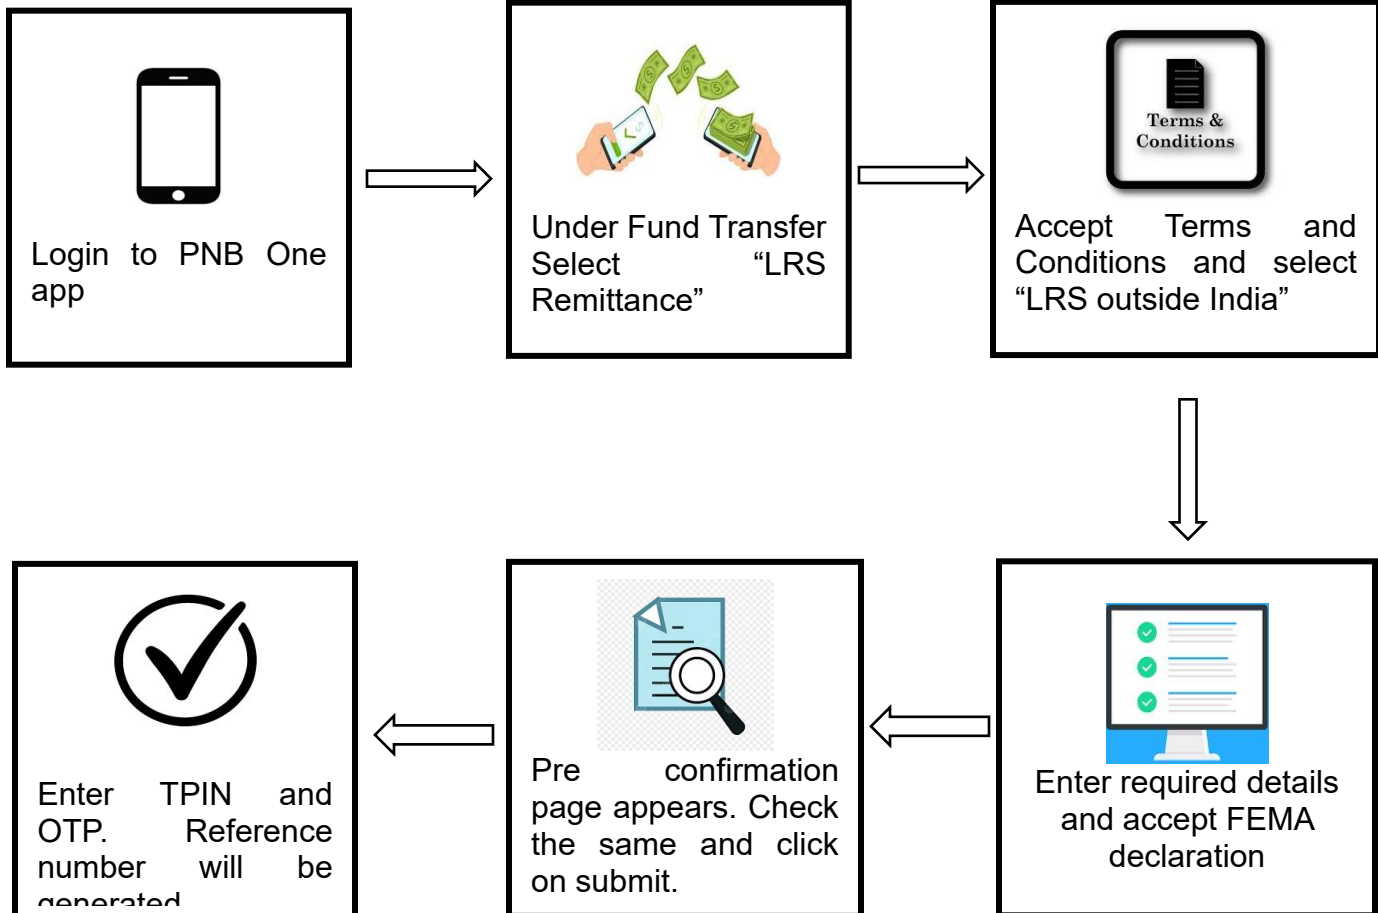 Login to PNB One
app
Under Fund Transfer
Select “LRS
Remittance”
Terms &
Conditions
Accept Terms and
Conditions and select
“LRS outside India”
Enter required details
and accept FEMA
declaration
Pre confirmation
page appears. Check
the same and click
on submit.
Enter TPIN and
OTP. Reference
number will be
generated